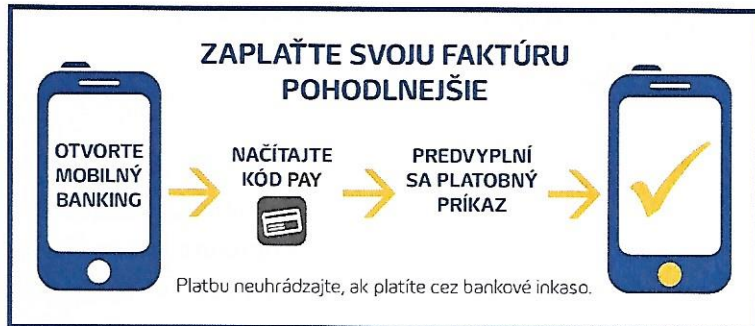 ZAPLAŤTE SVOJU FAKTÚRU
POHODLNEJŠIE
OTVORTE
MOBILNÝ
BANKING
NAČÍTAJTE
KÓD PAY
PREDVYPLNÍ
SA PLATOBNÝ
PRÍKAZ
Platbu neuhrádzajte, ak platíte cez bankové inkaso.